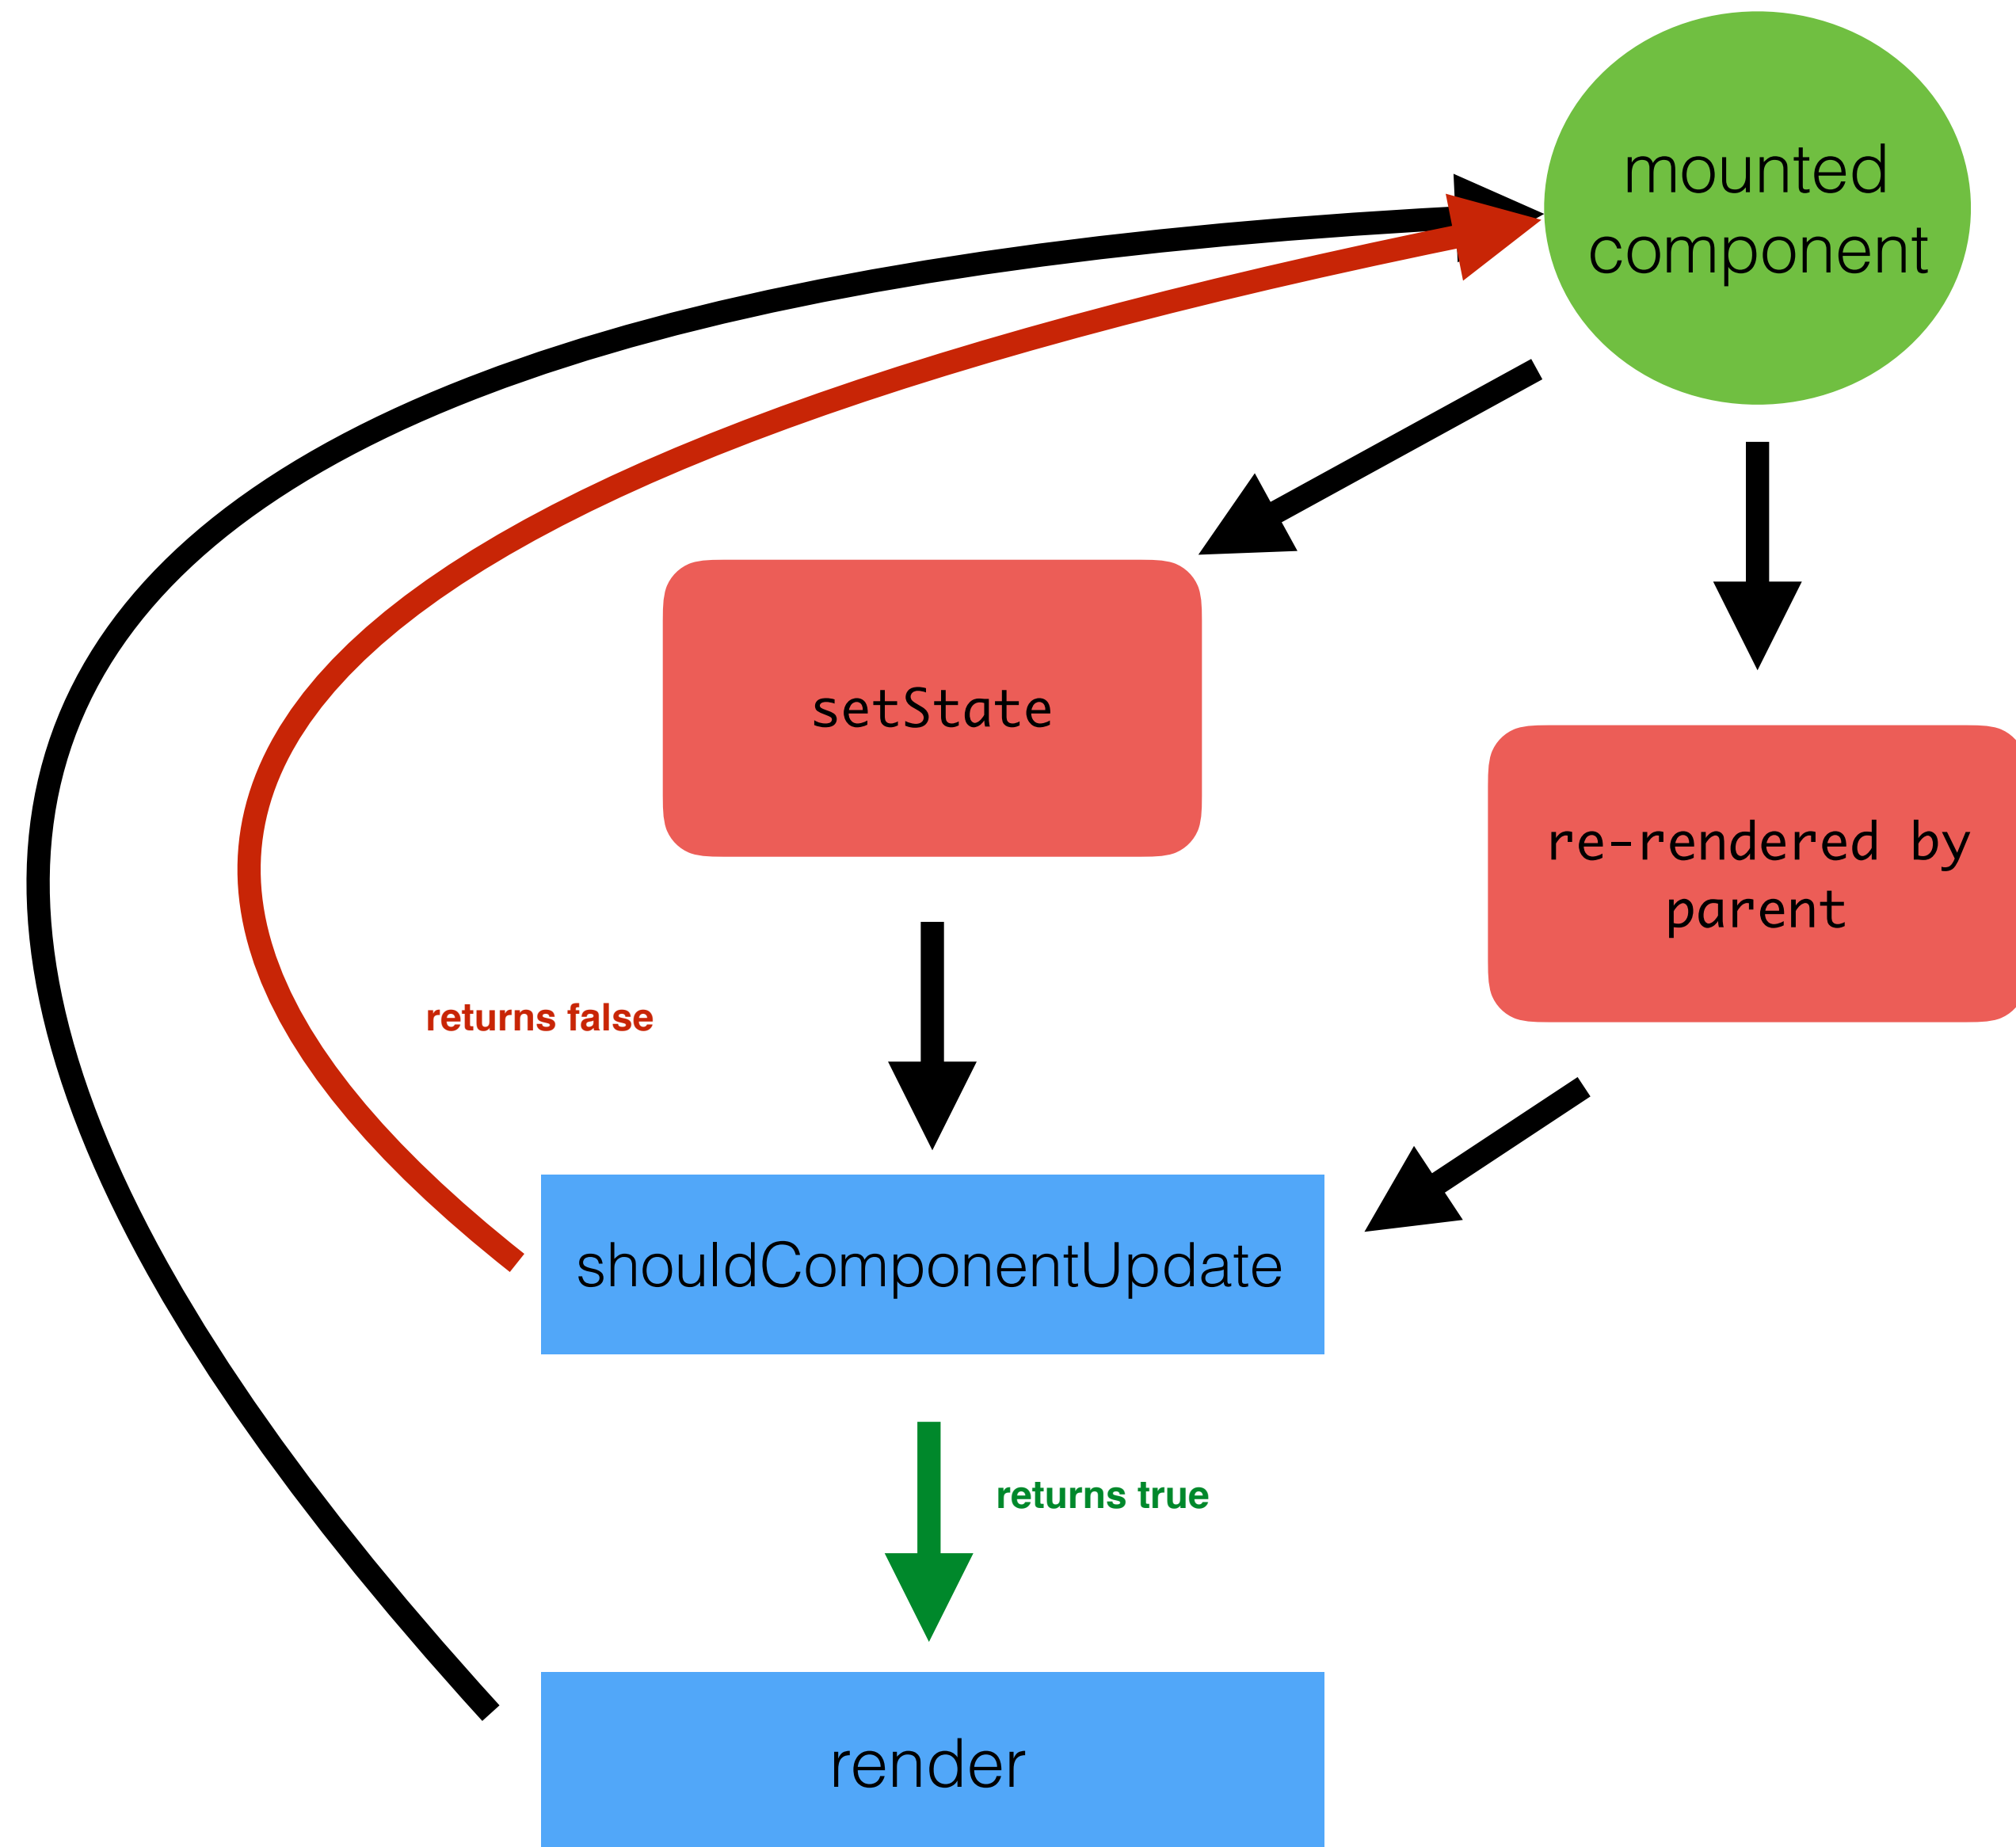 mounted
component
setState
re-rendered by
parent
returns false
shouldComponentUpdate
returns true
render